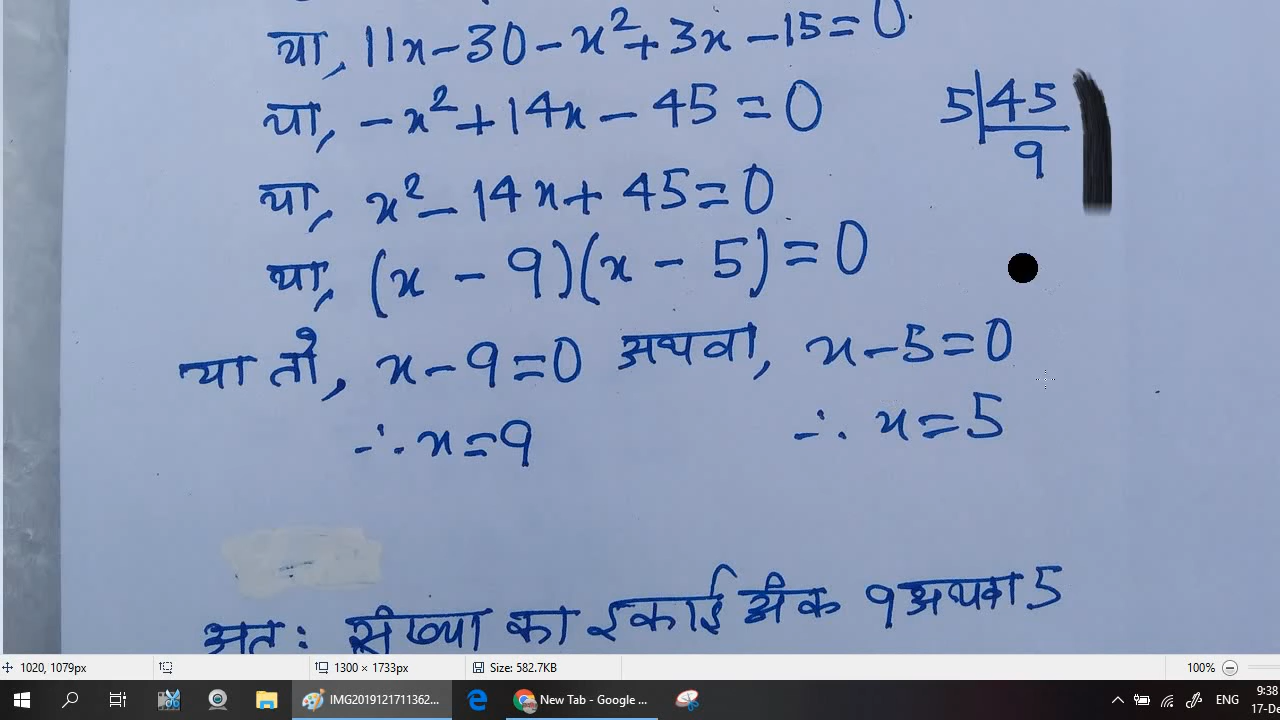 या, 11x-30-x²+3x-15=0
या, -x²+14x-45=0
5 45
9
या, x²-14x+45=0
या, (x-9)(x-5)=0
या तो, x-9=0 अथवा, x-5=0
∴x=9 ∴x=5
अत: संख्या का इकाई अंक 9 अथवा 5
1020, 1079px 1300 × 1733px Size: 582.7KB 100%
IMG2019121711362... New Tab - Google ... ENG 9:38
17-De